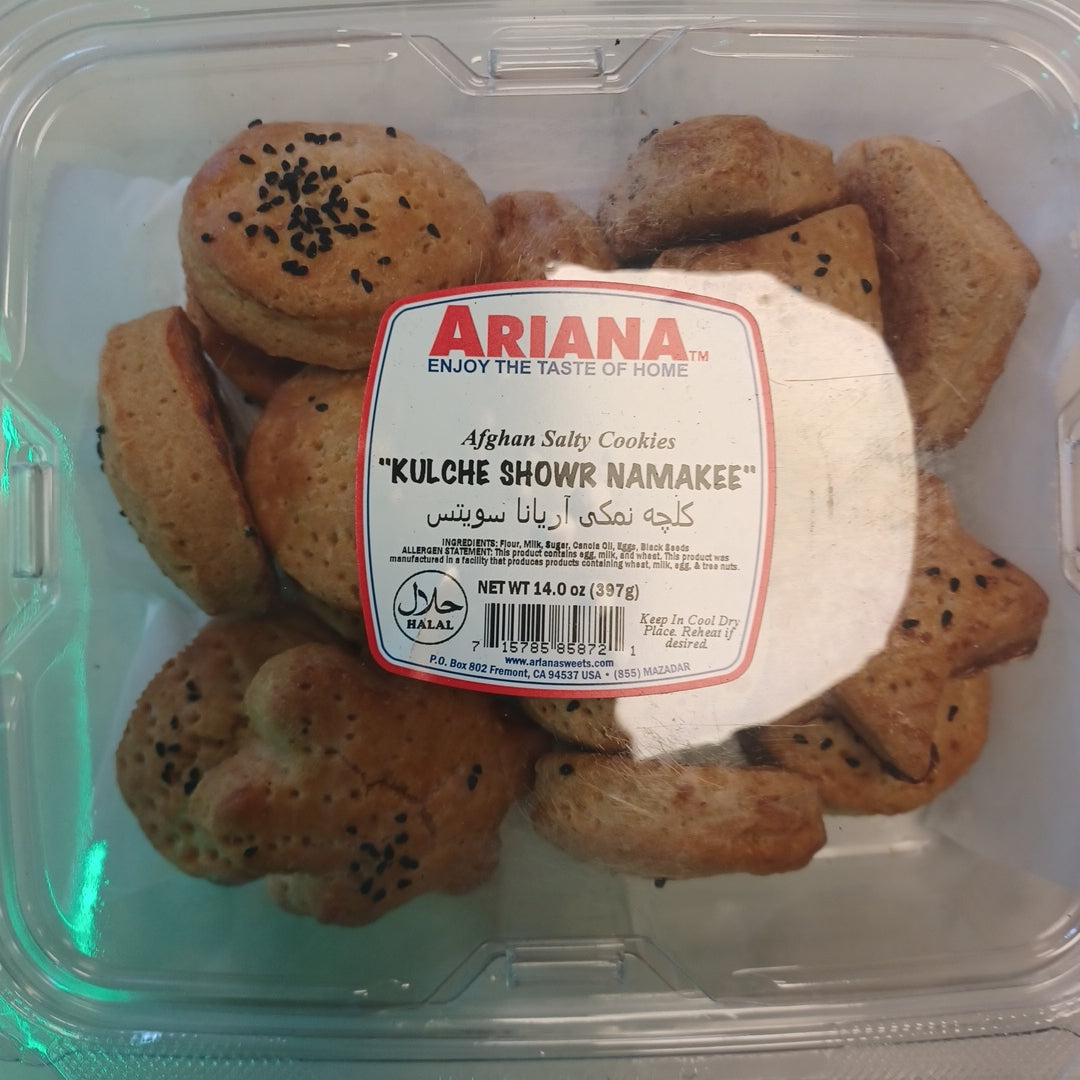 ARIANA™
ENJOY THE TASTE OF HOME
Afghan Salty Cookies
"KULCHE SHOWR NAMAKEE"
کلچه نمکی آریانا سویتس
INGREDIENTS: Flour, Milk, Sugar, Canola Oil, Eggs, Black Seeds
ALLERGEN STATEMENT: This product contains egg, milk, and wheat. This product was
manufactured in a facility that produces products containing wheat, milk, egg, & tree nuts.
NET WT 14.0 oz (397g)
حلال
HALAL
Keep In Cool Dry
Place. Reheat if
desired.
7 15785 85872 1
www.arianasweets.com
P.O. Box 802 Fremont, CA 94537 USA • (855) MAZADAR